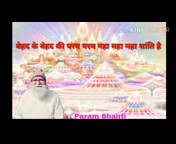 बेहद के बेहद की परम परम महा महा महा शांति है
Param Shanti